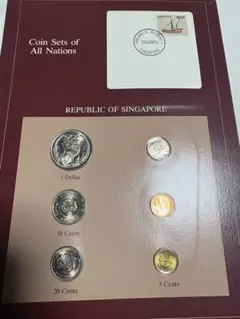 Coin Sets of
All Nations
REPUBLIC OF SINGAPORE
1 Dollar
50 Cents
20 Cents
5 Cents